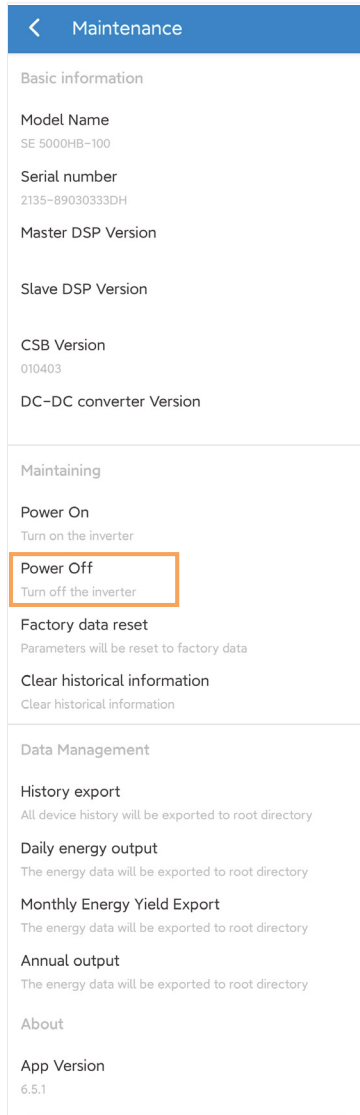 Maintenance
Basic information
Model Name
SE 5000HB-100
Serial number
2135-89030333DH
Master DSP Version
Slave DSP Version
CSB Version
010403
DC-DC converter Version
Maintaining
Power On
Turn on the inverter
Power Off
Turn off the inverter
Factory data reset
Parameters will be reset to factory data
Clear historical information
Clear historical information
Data Management
History export
All device history will be exported to root directory
Daily energy output
The energy data will be exported to root directory
Monthly Energy Yield Export
The energy data will be exported to root directory
Annual output
The energy data will be exported to root directory
About
App Version
6.5.1